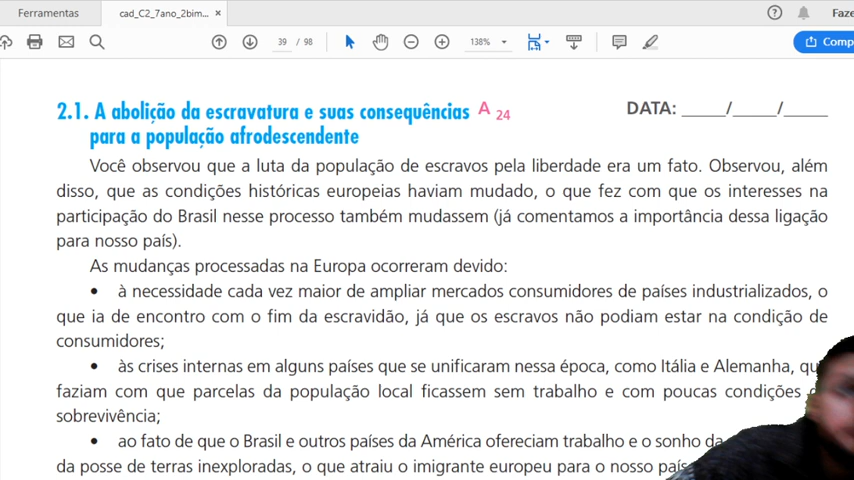 Ferramentas
cad_C2_7ano_2bim...
×
?
Faze
39 / 98
138%
Comp
2.1. A abolição da escravatura e suas consequências A 24 DATA: _____/_____/_____
para a população afrodescendente
Você observou que a luta da população de escravos pela liberdade era um fato. Observou, além
disso, que as condições históricas europeias haviam mudado, o que fez com que os interesses na
participação do Brasil nesse processo também mudassem (já comentamos a importância dessa ligação
para nosso país).
As mudanças processadas na Europa ocorreram devido:
• à necessidade cada vez maior de ampliar mercados consumidores de países industrializados, o
que ia de encontro com o fim da escravidão, já que os escravos não podiam estar na condição de
consumidores;
• às crises internas em alguns países que se unificaram nessa época, como Itália e Alemanha, qu
faziam com que parcelas da população local ficassem sem trabalho e com poucas condições
sobrevivência;
• ao fato de que o Brasil e outros países da América ofereciam trabalho e o sonho da
da posse de terras inexploradas, o que atraiu o imigrante europeu para o nosso país